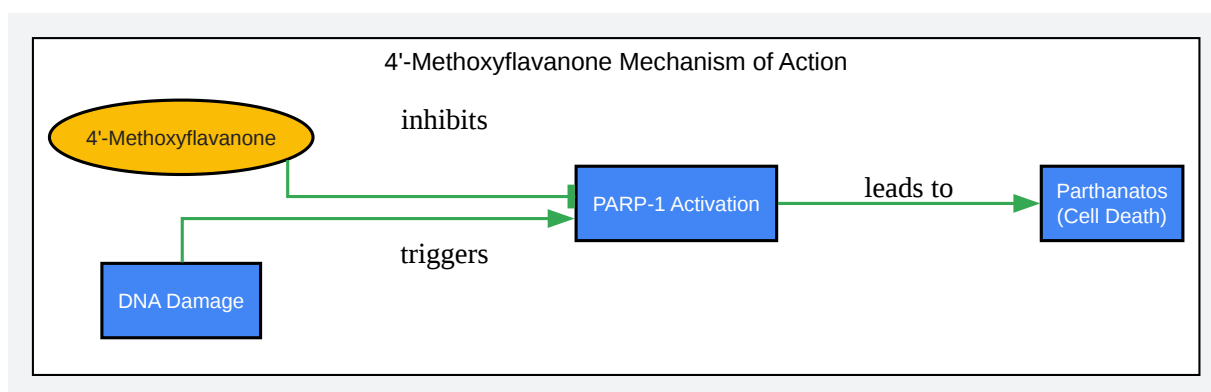 4'-Methoxyflavanone Mechanism of Action
4'-Methoxyflavanone
inhibits
PARP-1 Activation
leads to
Parthanatos
(Cell Death)
triggers
DNA Damage